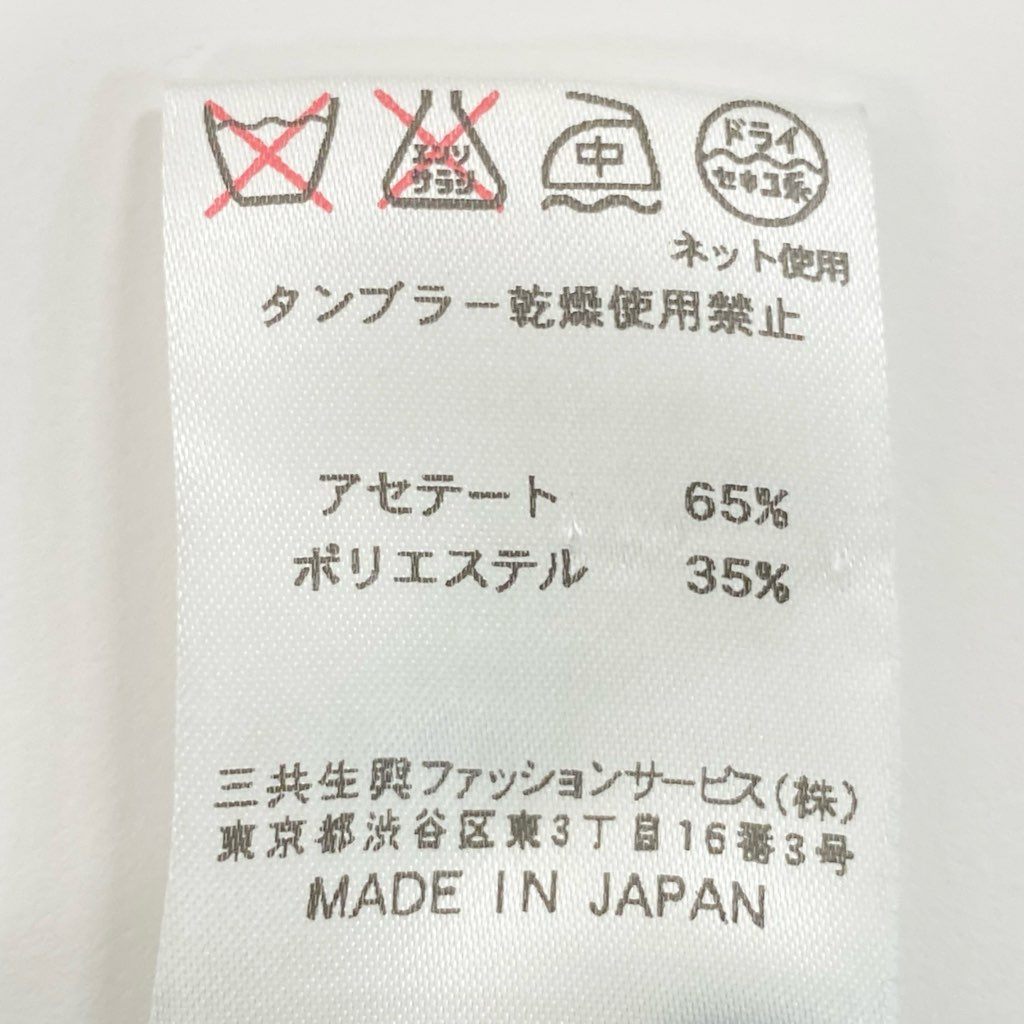 エンソ
サラシ
中
ドライ
セキユ系
ネット使用
タンブラー乾燥使用禁止
アセテート 65%
ポリエステル 35%
三共生興ファッションサービス(株)
東京都渋谷区東3丁目16番3号
MADE IN JAPAN